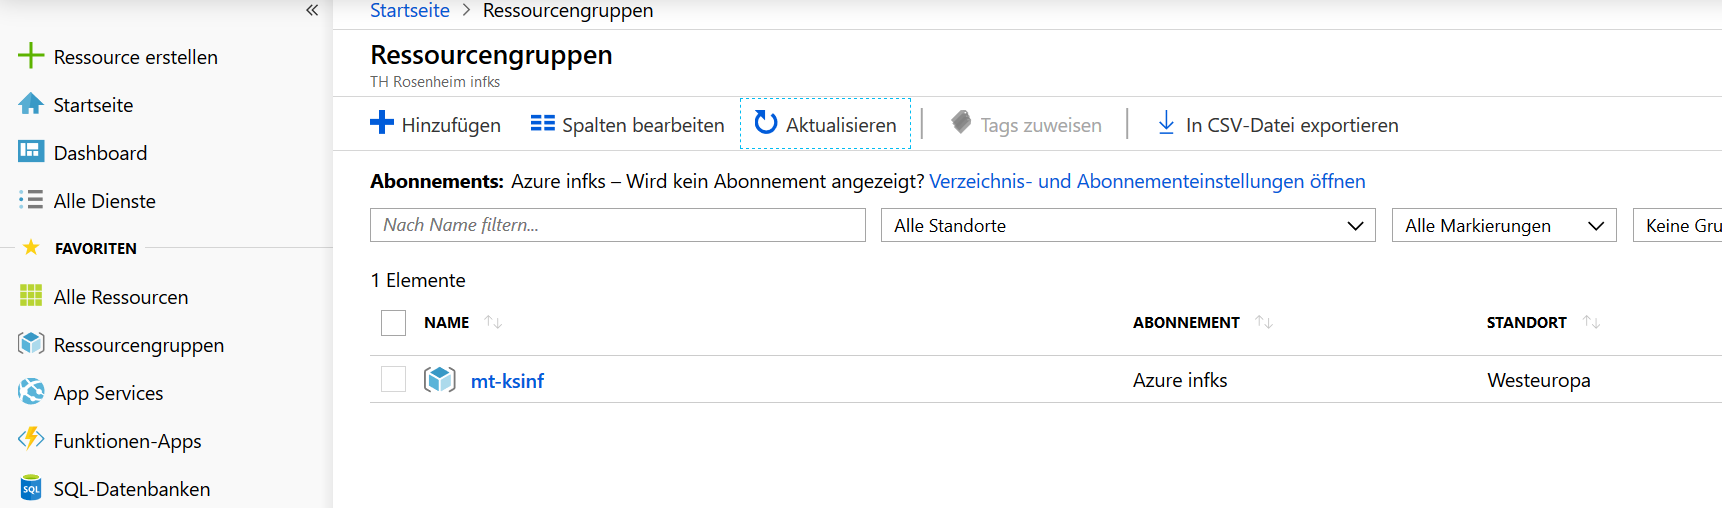 «
Ressource erstellen
Startseite
Dashboard
Alle Dienste
FAVORITEN
Alle Ressourcen
Ressourcengruppen
App Services
Funktionen-Apps
SQL
SQL-Datenbanken
Startseite > Ressourcengruppen
Ressourcengruppen
TH Rosenheim infks
Hinzufügen Spalten bearbeiten Aktualisieren Tags zuweisen In CSV-Datei exportieren
Abonnements: Azure infks – Wird kein Abonnement angezeigt? Verzeichnis- und Abonnementeinstellungen öffnen
Nach Name filtern... Alle Standorte Alle Markierungen Keine Gru
1 Elemente
NAME ABONNEMENT STANDORT
mt-ksinf Azure infks Westeuropa